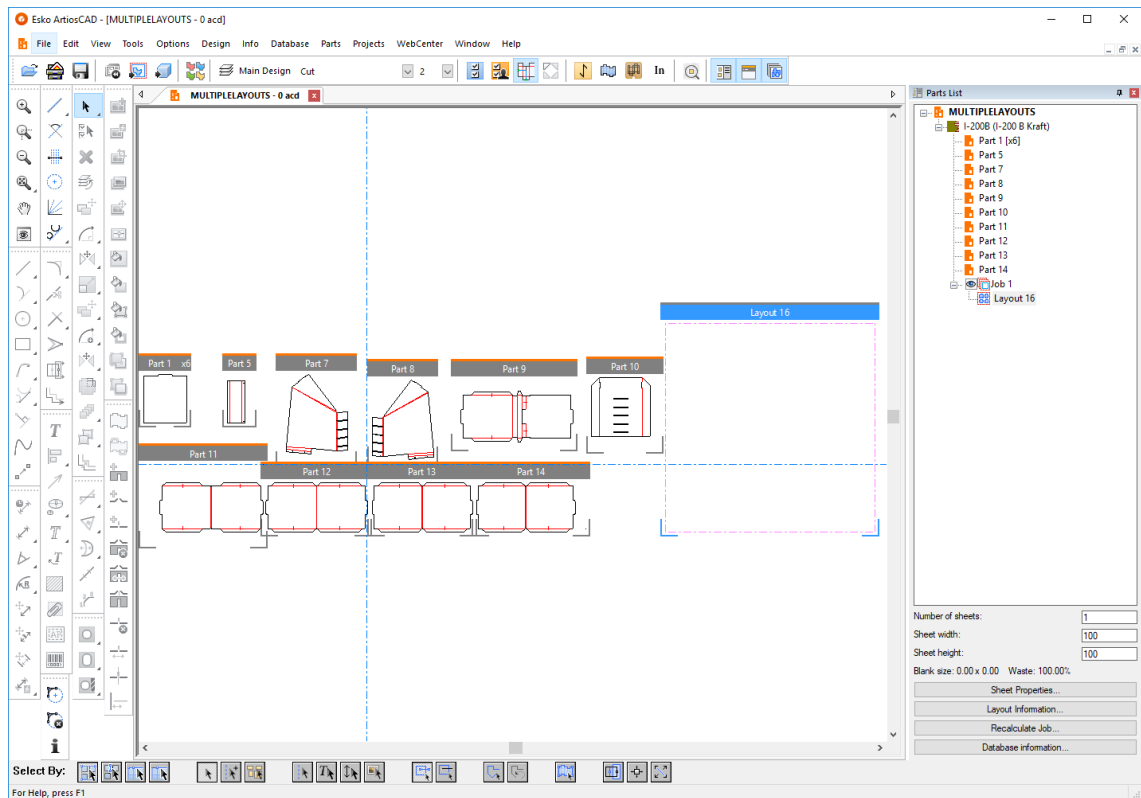 Esko ArtiosCAD - [MULTIPLELAYOUTS - 0 acd]
File Edit View Tools Options Design Info Database Parts Projects WebCenter Window Help
Main Design Cut 2 In
MULTIPLELAYOUTS - 0 acd
Parts List
MULTIPLELAYOUTS
I-200B (I-200 B Kraft)
Part 1 [x6]
Part 5
Part 7
Part 8
Part 9
Part 10
Part 11
Part 12
Part 13
Part 14
Job 1
Layout 16
Layout 16
Part 1 x6
Part 5
Part 7
Part 8
Part 9
Part 10
Part 11
Part 12
Part 13
Part 14
Number of sheets: 1
Sheet width: 100
Sheet height: 100
Blank size: 0.00 x 0.00 Waste: 100.00%
Sheet Properties...
Layout Information...
Recalculate Job...
Database information...
Select By:
For Help, press F1